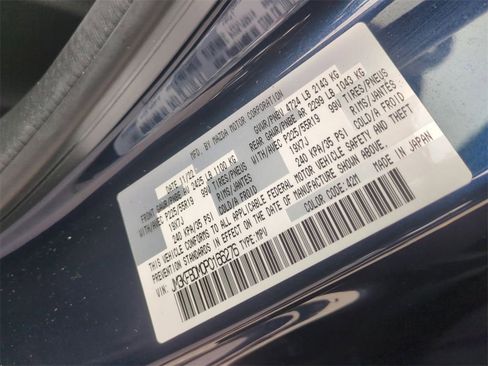 MFD. BY MAZDA MOTOR CORPORATION
DATE 11/22 GVWR/PNBV 4724 LB 2143 KG
FRONT GAWR/PNBE AV 2425 LB 1100 KG REAR GAWR/PNBE AR 2299 LB 1043 KG
WITH/AVEC P225/55R19 99V TIRES/PNEUS WITH/AVEC P225/55R19 99V TIRES/PNEUS
19X7J RIMS/JANTES 19X7J RIMS/JANTES
240 KPA/35 PSI COLD/A FROID 240 KPA/35 PSI COLD/A FROID
THIS VEHICLE CONFORMS TO ALL APPLICABLE FEDERAL MOTOR VEHICLE SAFETY AND THEFT
PREVENTION STANDARDS IN EFFECT ON THE DATE OF MANUFACTURE SHOWN ABOVE.
TYPE: MPV COLOR CODE: 42M MADE IN JAPAN